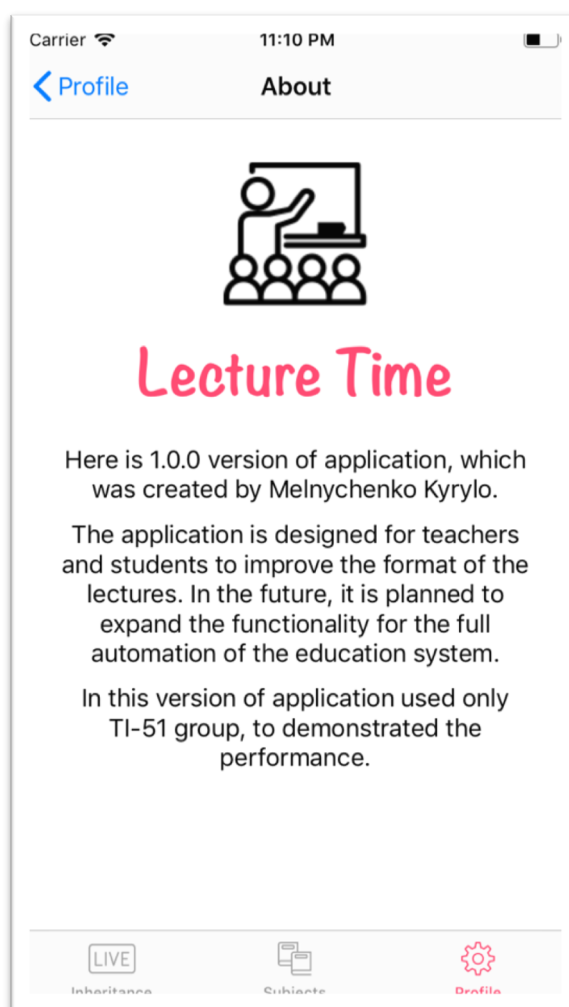 Carrier 11:10 PM
Profile About
Lecture Time
Here is 1.0.0 version of application, which
was created by Melnychenko Kyrylo.
The application is designed for teachers
and students to improve the format of the
lectures. In the future, it is planned to
expand the functionality for the full
automation of the education system.
In this version of application used only
TI-51 group, to demonstrated the
performance.
LIVE
Inheritance Subjects Profile